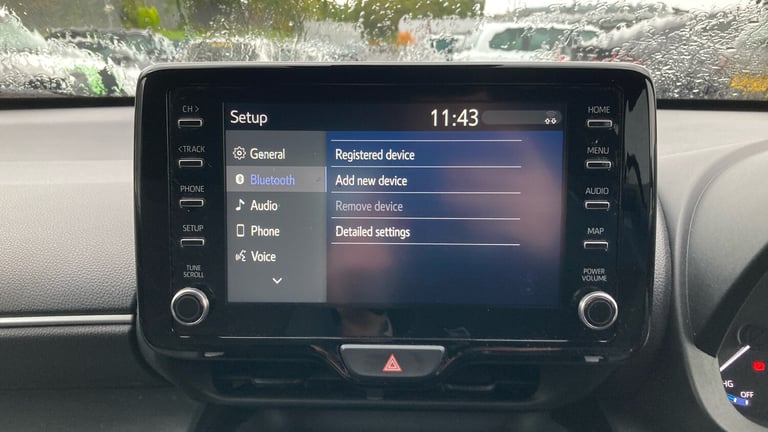 CH >
<TRACK
PHONE
SETUP
TUNE
SCROLL
Setup
11:43
General
Bluetooth
Audio
Phone
Voice
Registered device
Add new device
Remove device
Detailed settings
HOME
MENU
AUDIO
MAP
POWER
VOLUME
HG
OFF